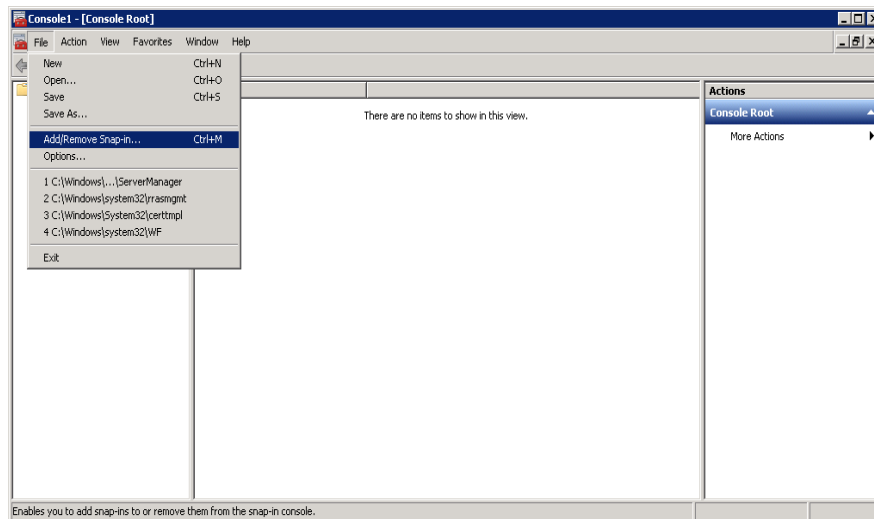 Console1 - [Console Root]
File Action View Favorites Window Help
New Ctrl+N
Open... Ctrl+O
Save Ctrl+S
Save As...
Add/Remove Snap-in... Ctrl+M
Options...
1 C:\Windows\...\ServerManager
2 C:\Windows\system32\rrasmgmt
3 C:\Windows\System32\certtmpl
4 C:\Windows\system32\WF
Exit
There are no items to show in this view.
Actions
Console Root
More Actions
Enables you to add snap-ins to or remove them from the snap-in console.